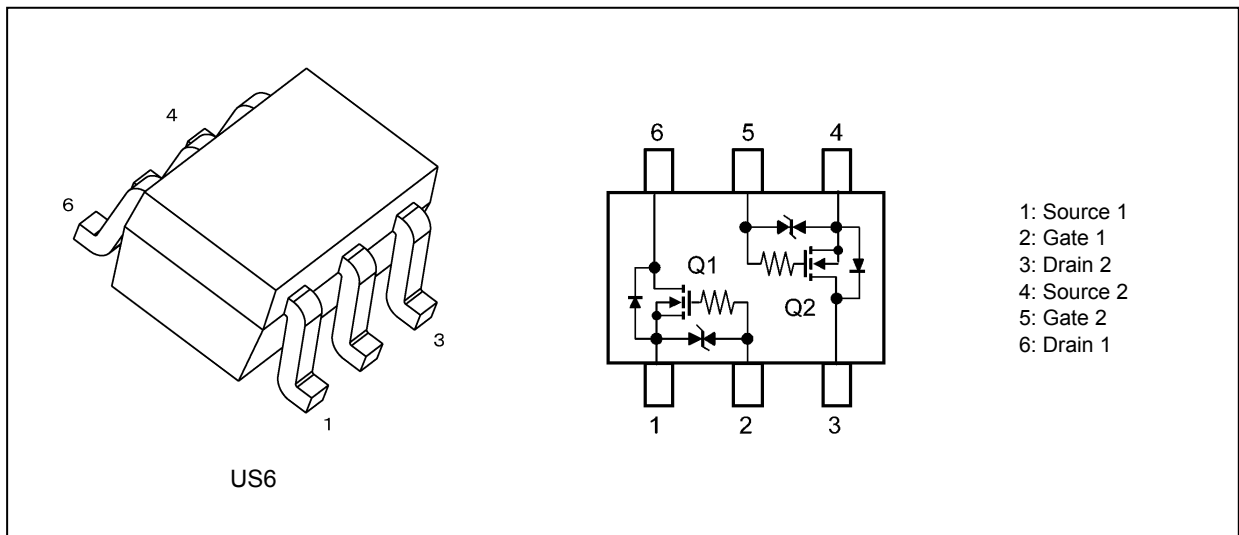 4
6
3
1
US6
6 5 4
Q1
Q2
1 2 3
1: Source 1
2: Gate 1
3: Drain 2
4: Source 2
5: Gate 2
6: Drain 1